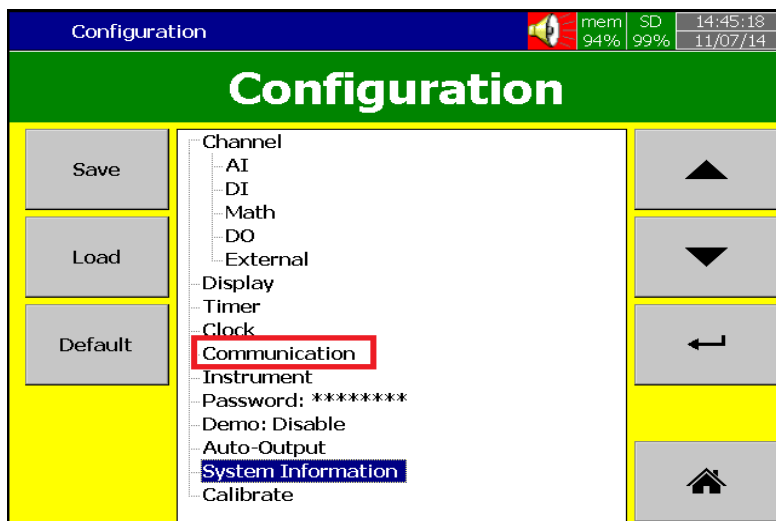 Configuration
mem SD 14:45:18
94% 99% 11/07/14
Configuration
Save
Load
Default
Channel
AI
DI
Math
DO
External
Display
Timer
Clock
Communication
Instrument
Password: ********
Demo: Disable
Auto-Output
System Information
Calibrate